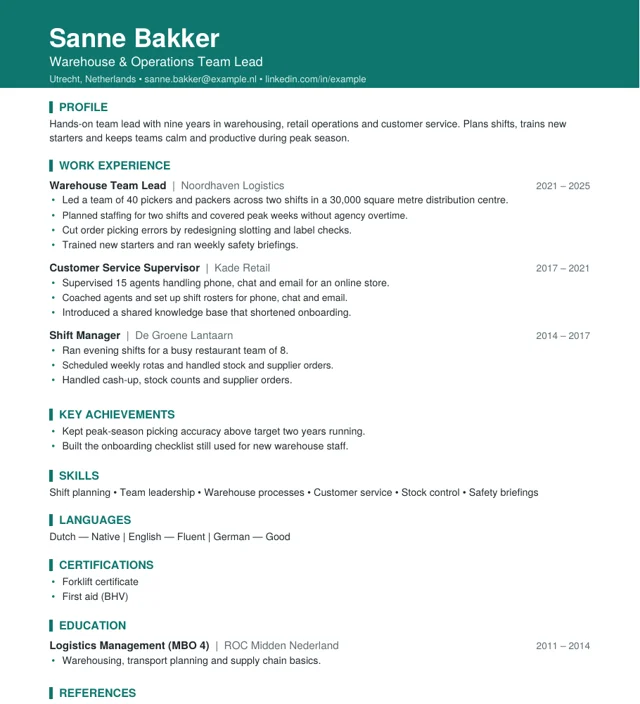 Sanne Bakker
Warehouse & Operations Team Lead
Utrecht, Netherlands • sanne.bakker@example.nl • linkedin.com/in/example
PROFILE
Hands-on team lead with nine years in warehousing, retail operations and customer service. Plans shifts, trains new
starters and keeps teams calm and productive during peak season.
WORK EXPERIENCE
Warehouse Team Lead | Noordhaven Logistics 2021 – 2025
• Led a team of 40 pickers and packers across two shifts in a 30,000 square metre distribution centre.
• Planned staffing for two shifts and covered peak weeks without agency overtime.
• Cut order picking errors by redesigning slotting and label checks.
• Trained new starters and ran weekly safety briefings.
Customer Service Supervisor | Kade Retail 2017 – 2021
• Supervised 15 agents handling phone, chat and email for an online store.
• Coached agents and set up shift rosters for phone, chat and email.
• Introduced a shared knowledge base that shortened onboarding.
Shift Manager | De Groene Lantaarn 2014 – 2017
• Ran evening shifts for a busy restaurant team of 8.
• Scheduled weekly rotas and handled stock and supplier orders.
• Handled cash-up, stock counts and supplier orders.
KEY ACHIEVEMENTS
• Kept peak-season picking accuracy above target two years running.
• Built the onboarding checklist still used for new warehouse staff.
SKILLS
Shift planning • Team leadership • Warehouse processes • Customer service • Stock control • Safety briefings
LANGUAGES
Dutch — Native | English — Fluent | German — Good
CERTIFICATIONS
• Forklift certificate
• First aid (BHV)
EDUCATION
Logistics Management (MBO 4) | ROC Midden Nederland 2011 – 2014
• Warehousing, transport planning and supply chain basics.
REFERENCES